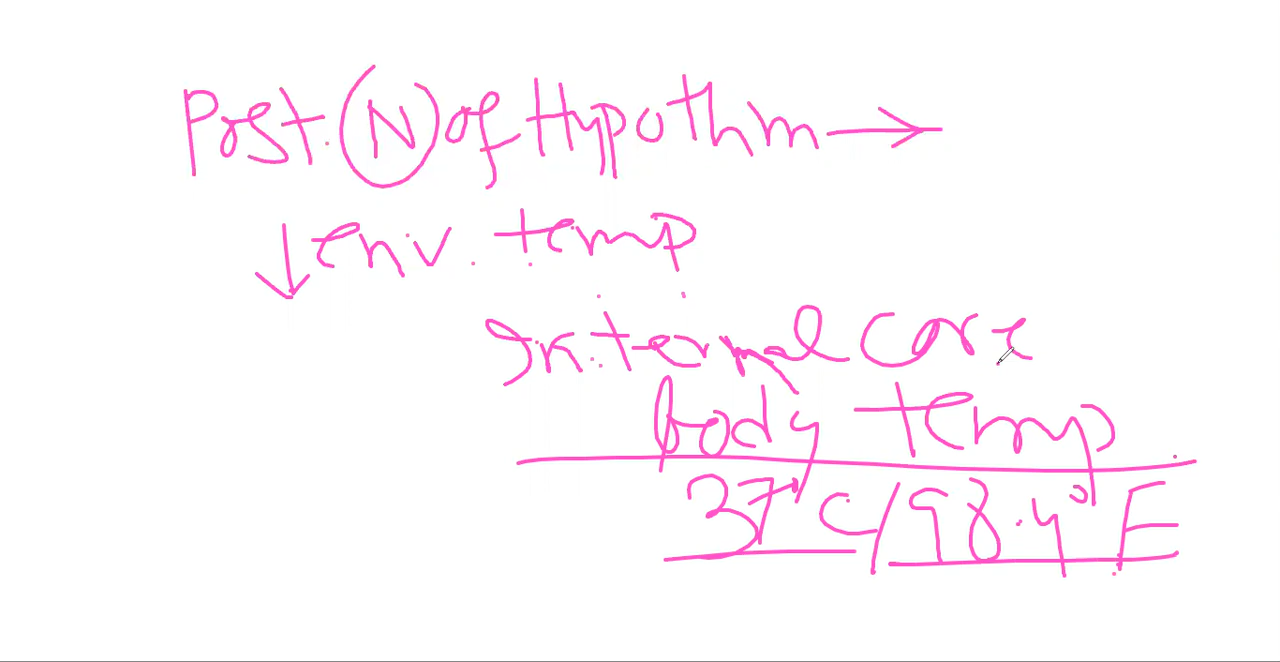 Post. N of Hypothm →
↓ env. temp
Internal Core
body temp
37°C/98.4°F